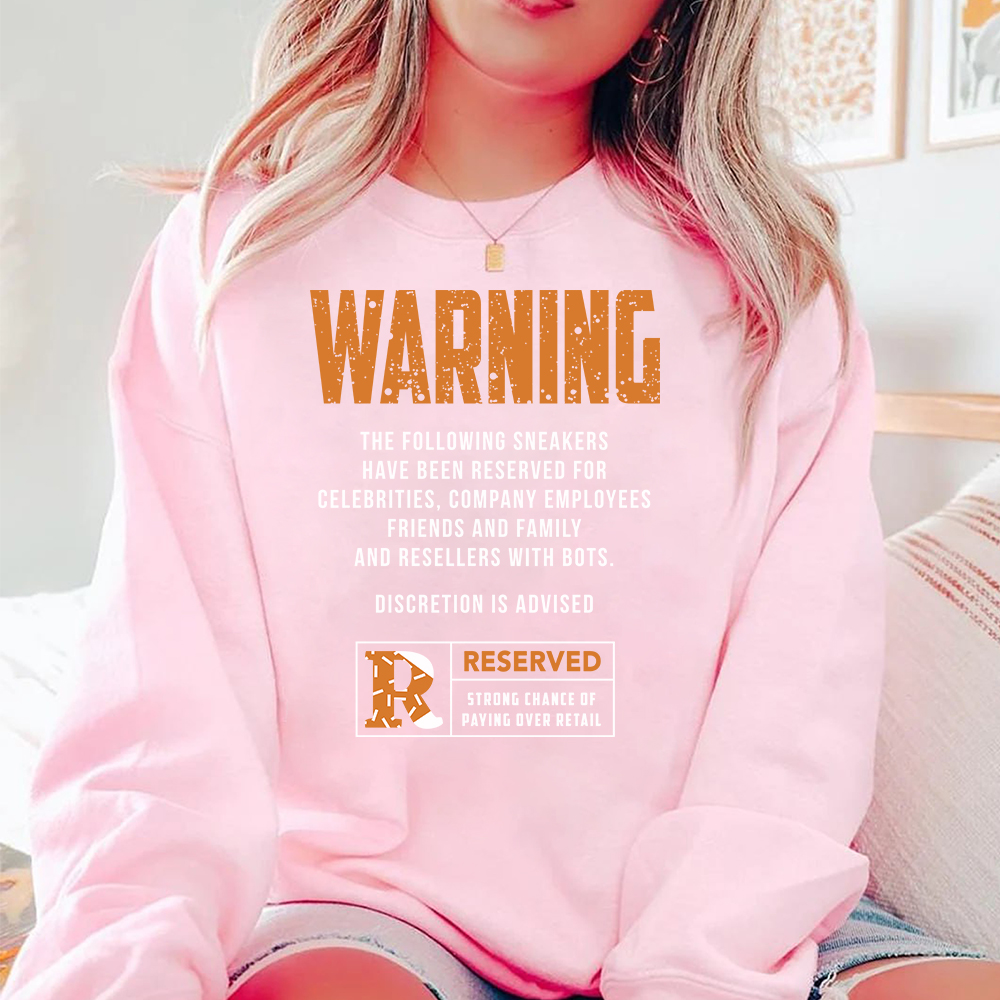 WARNING
THE FOLLOWING SNEAKERS
HAVE BEEN RESERVED FOR
CELEBRITIES, COMPANY EMPLOYEES
FRIENDS AND FAMILY
AND RESELLERS WITH BOTS.
DISCRETION IS ADVISED
R
RESERVED
STRONG CHANCE OF
PAYING OVER RETAIL